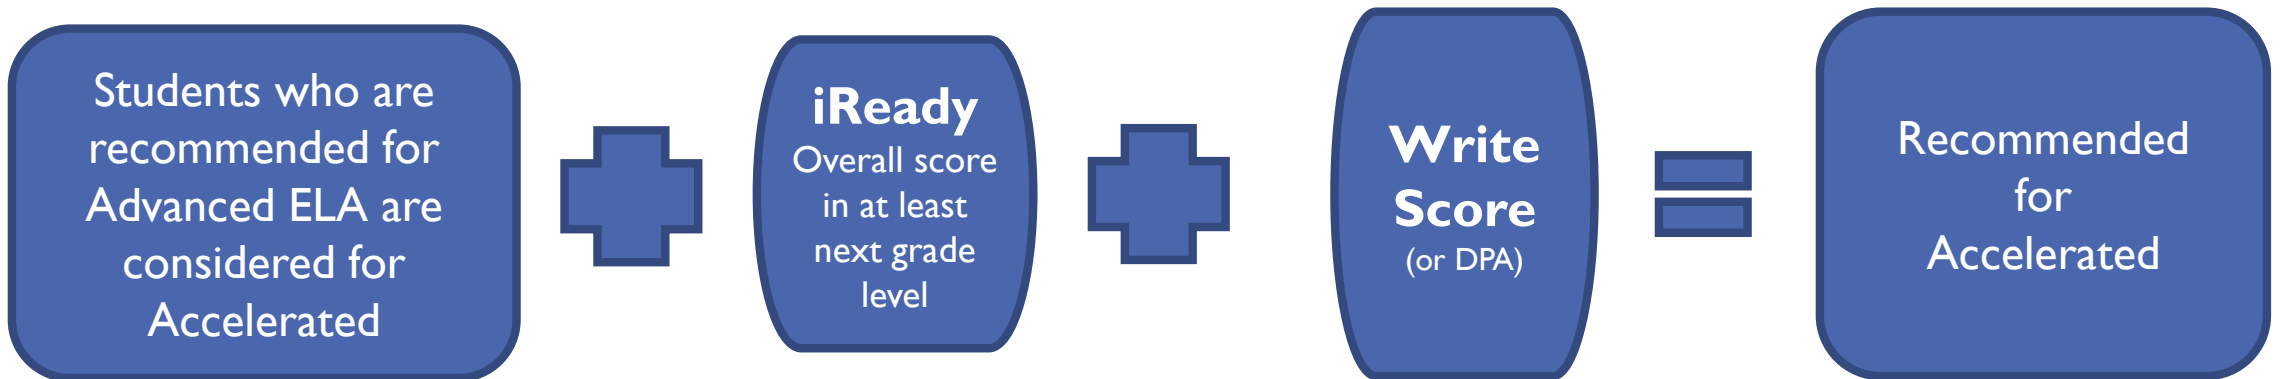 Students who are
recommended for
Advanced ELA are
considered for
Accelerated
iReady
Overall score
in at least
next grade
level
Write
Score
(or DPA)
Recommended
for
Accelerated